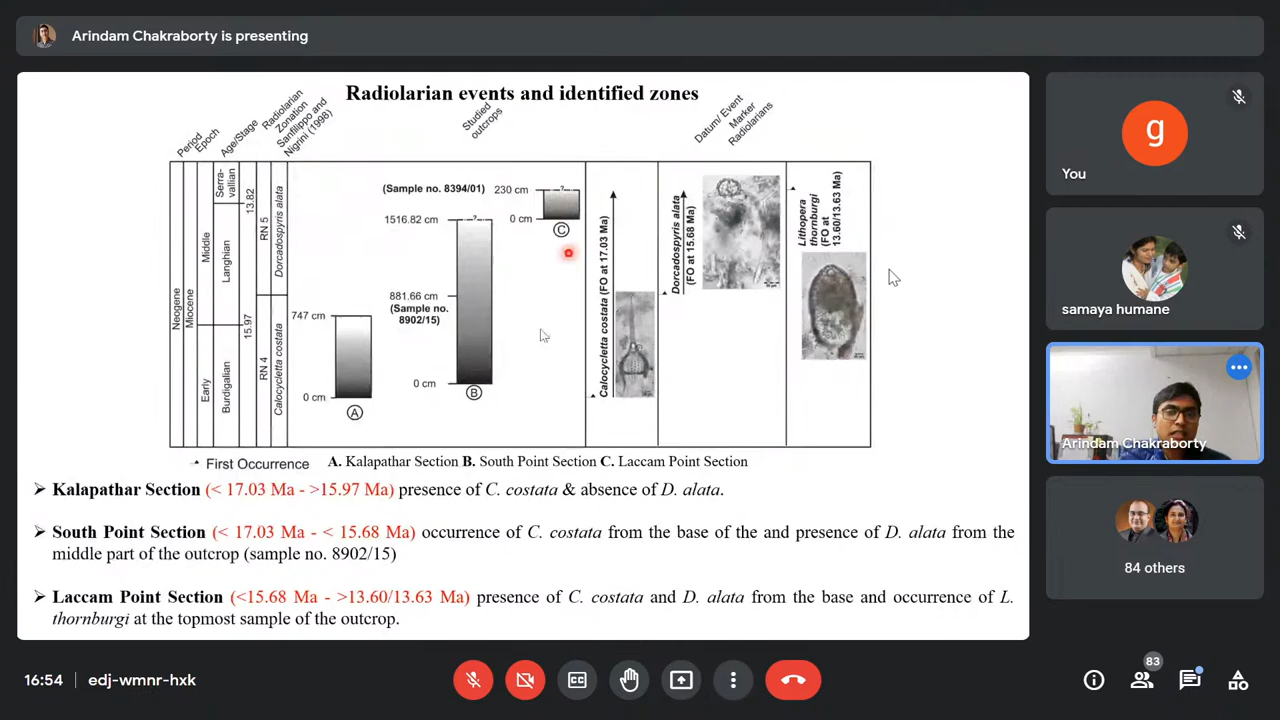 Arindam Chakraborty is presenting
Radiolarian events and identified zones
Period
Epoch
Age/Stage
Radiolarian
Zonation
Sanfilippo and
Nigrini (1998)
Studied
outcrops
Datum/ Event
Marker
Radiolarians
Neogene
Miocene
Early
Middle
Burdigalian
Langhian
Serra-
vallian
15.97
13.82
RN 4
RN 5
Calocycletta costata
Dorcadospyris alata
747 cm
0 cm
A
(Sample no. 8394/01)
1516.82 cm
?
881.66 cm
(Sample no.
8902/15)
0 cm
B
230 cm
?
0 cm
C
Calocycletta costata (FO at 17.03 Ma)
Dorcadospyris alata
(FO at 15.68 Ma)
Lithopera
thornburgi
(FO at
13.60/13.63 Ma)
First Occurrence
A. Kalapathar Section B. South Point Section C. Laccam Point Section
➢ Kalapathar Section (< 17.03 Ma - >15.97 Ma) presence of C. costata & absence of D. alata.
➢ South Point Section (< 17.03 Ma - < 15.68 Ma) occurrence of C. costata from the base of the and presence of D. alata from the
middle part of the outcrop (sample no. 8902/15)
➢ Laccam Point Section (<15.68 Ma - >13.60/13.63 Ma) presence of C. costata and D. alata from the base and occurrence of L.
thornburgi at the topmost sample of the outcrop.
g
You
samaya humane
Arindam Chakraborty
84 others
16:54
edj-wmnr-hxk
83